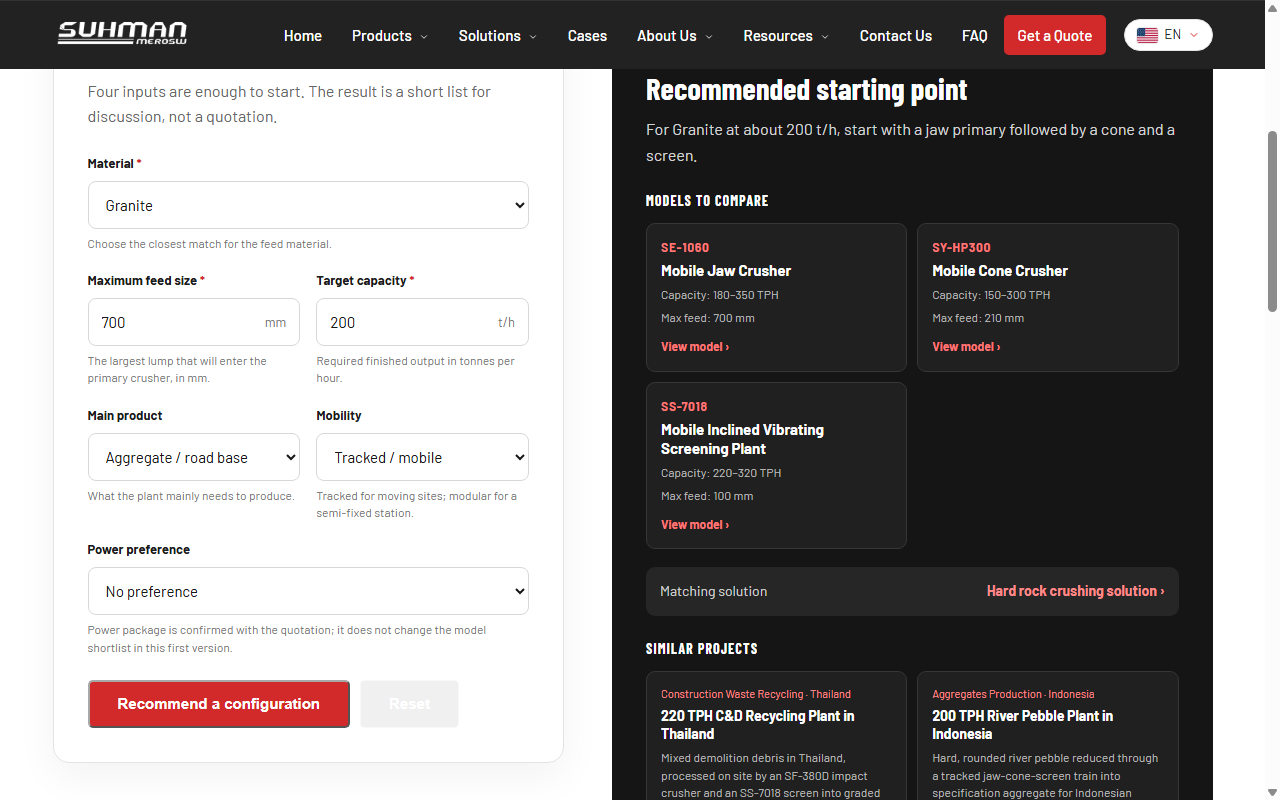 SUHMAN
MEROSW
Home
Products
Solutions
Cases
About Us
Resources
Contact Us
FAQ
Get a Quote
EN
Four inputs are enough to start. The result is a short list for
discussion, not a quotation.
Material *
Granite
Choose the closest match for the feed material.
Maximum feed size *
700 mm
The largest lump that will enter the
primary crusher, in mm.
Target capacity *
200 t/h
Required finished output in tonnes per
hour.
Main product
Aggregate / road base
What the plant mainly needs to produce.
Mobility
Tracked / mobile
Tracked for moving sites; modular for a
semi-fixed station.
Power preference
No preference
Power package is confirmed with the quotation; it does not change the model
shortlist in this first version.
Recommend a configuration
Reset
Recommended starting point
For Granite at about 200 t/h, start with a jaw primary followed by a cone and a
screen.
MODELS TO COMPARE
SE-1060
Mobile Jaw Crusher
Capacity: 180–350 TPH
Max feed: 700 mm
View model ›
SY-HP300
Mobile Cone Crusher
Capacity: 150–300 TPH
Max feed: 210 mm
View model ›
SS-7018
Mobile Inclined Vibrating
Screening Plant
Capacity: 220–320 TPH
Max feed: 100 mm
View model ›
Matching solution
Hard rock crushing solution ›
SIMILAR PROJECTS
Construction Waste Recycling · Thailand
220 TPH C&D Recycling Plant in
Thailand
Mixed demolition debris in Thailand,
processed on site by an SF-380D impact
crusher and an SS-7018 screen into graded
Aggregates Production · Indonesia
200 TPH River Pebble Plant in
Indonesia
Hard, rounded river pebble reduced through
a tracked jaw-cone-screen train into
specification aggregate for Indonesian